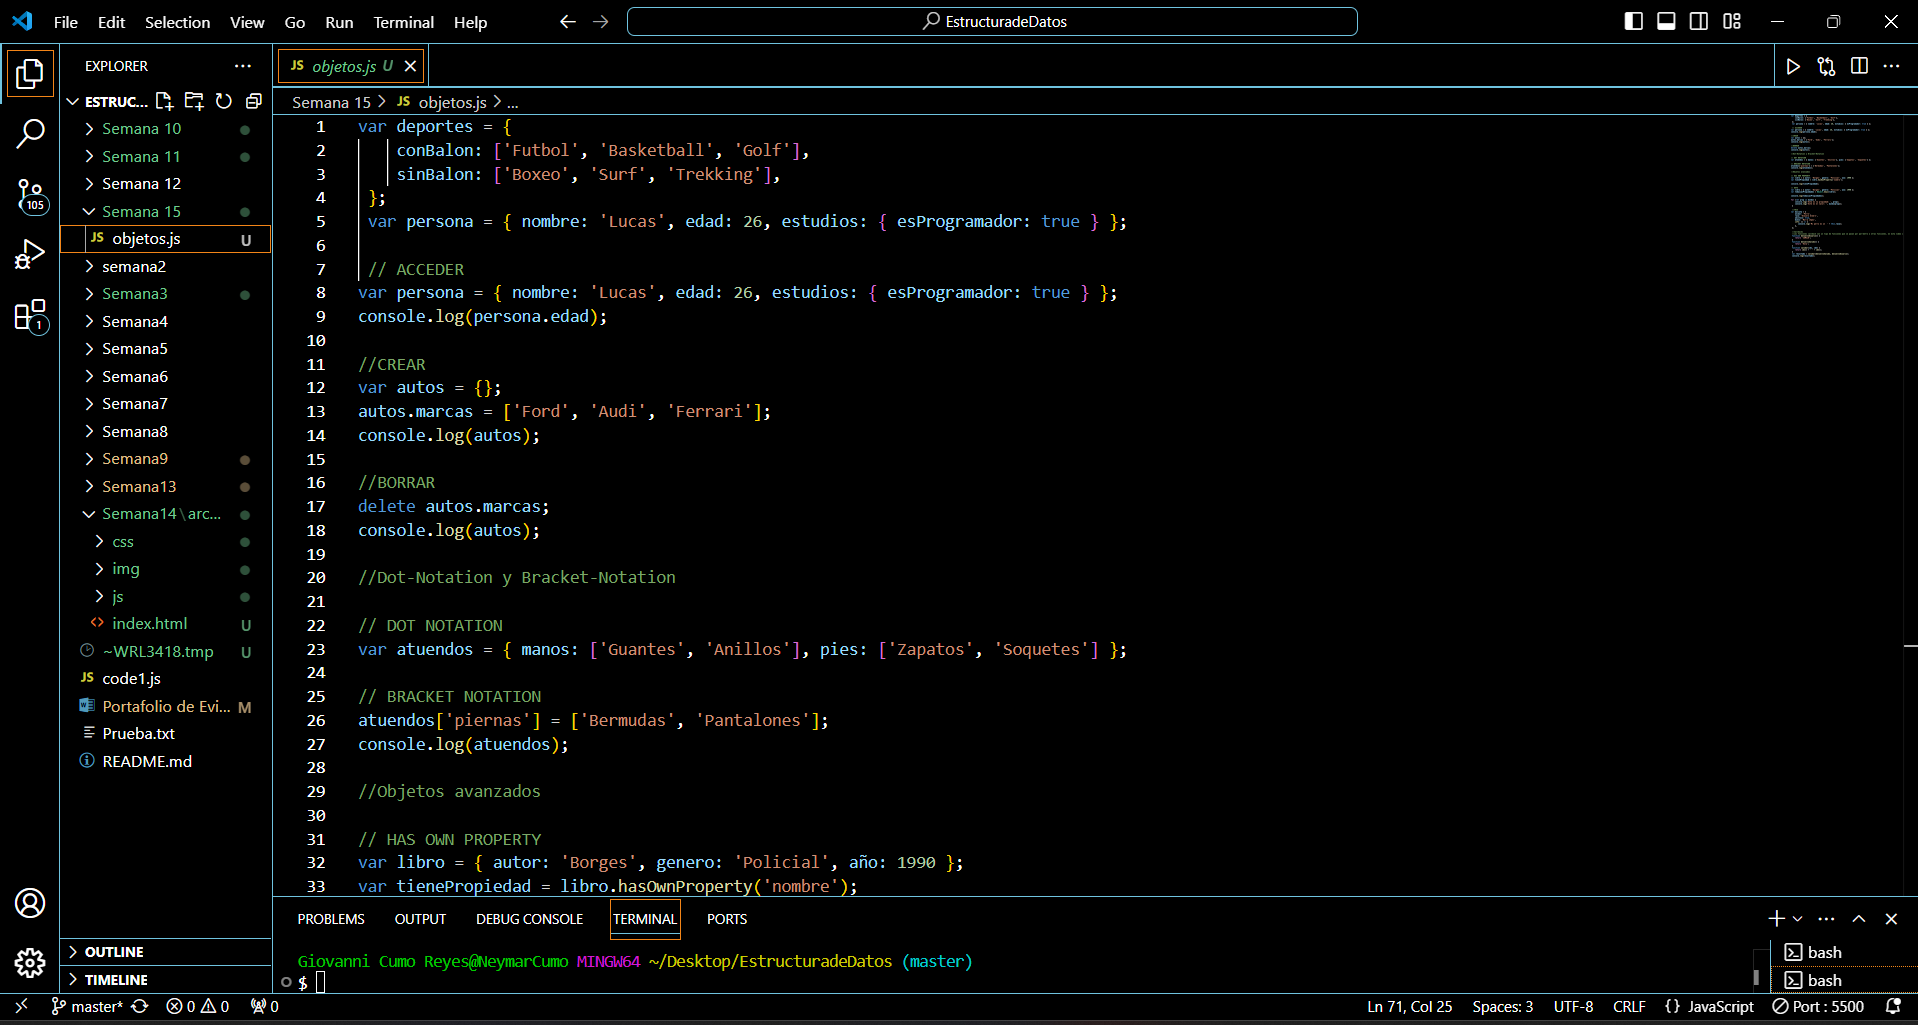 File Edit Selection View Go Run Terminal Help
EstructuradeDatos
EXPLORER
ESTRUC...
Semana 10
Semana 11
Semana 12
Semana 15
JS objetos.js U
semana2
Semana3
Semana4
Semana5
Semana6
Semana7
Semana8
Semana9
Semana13
Semana14\arc...
css
img
js
index.html U
~WRL3418.tmp U
JS code1.js
Portafolio de Evi... M
Prueba.txt
README.md
OUTLINE
TIMELINE
105
1
JS objetos.js U
Semana 15 > JS objetos.js > ...
1 var deportes = {
2 conBalon: ['Futbol', 'Basketball', 'Golf'],
3 sinBalon: ['Boxeo', 'Surf', 'Trekking'],
4 };
5 var persona = { nombre: 'Lucas', edad: 26, estudios: { esProgramador: true } };
6
7 // ACCEDER
8 var persona = { nombre: 'Lucas', edad: 26, estudios: { esProgramador: true } };
9 console.log(persona.edad);
10
11 //CREAR
12 var autos = {};
13 autos.marcas = ['Ford', 'Audi', 'Ferrari'];
14 console.log(autos);
15
16 //BORRAR
17 delete autos.marcas;
18 console.log(autos);
19
20 //Dot-Notation y Bracket-Notation
21
22 // DOT NOTATION
23 var atuendos = { manos: ['Guantes', 'Anillos'], pies: ['Zapatos', 'Soquetes'] };
24
25 // BRACKET NOTATION
26 atuendos['piernas'] = ['Bermudas', 'Pantalones'];
27 console.log(atuendos);
28
29 //Objetos avanzados
30
31 // HAS OWN PROPERTY
32 var libro = { autor: 'Borges', genero: 'Policial', año: 1990 };
33 var tienePropiedad = libro.hasOwnProperty('nombre');
PROBLEMS OUTPUT DEBUG CONSOLE TERMINAL PORTS
Giovanni Cumo Reyes@NeymarCumo MINGW64 ~/Desktop/EstructuradeDatos (master)
$
bash
bash
master* 0 0 0 Ln 71, Col 25 Spaces: 3 UTF-8 CRLF {} JavaScript Port : 5500